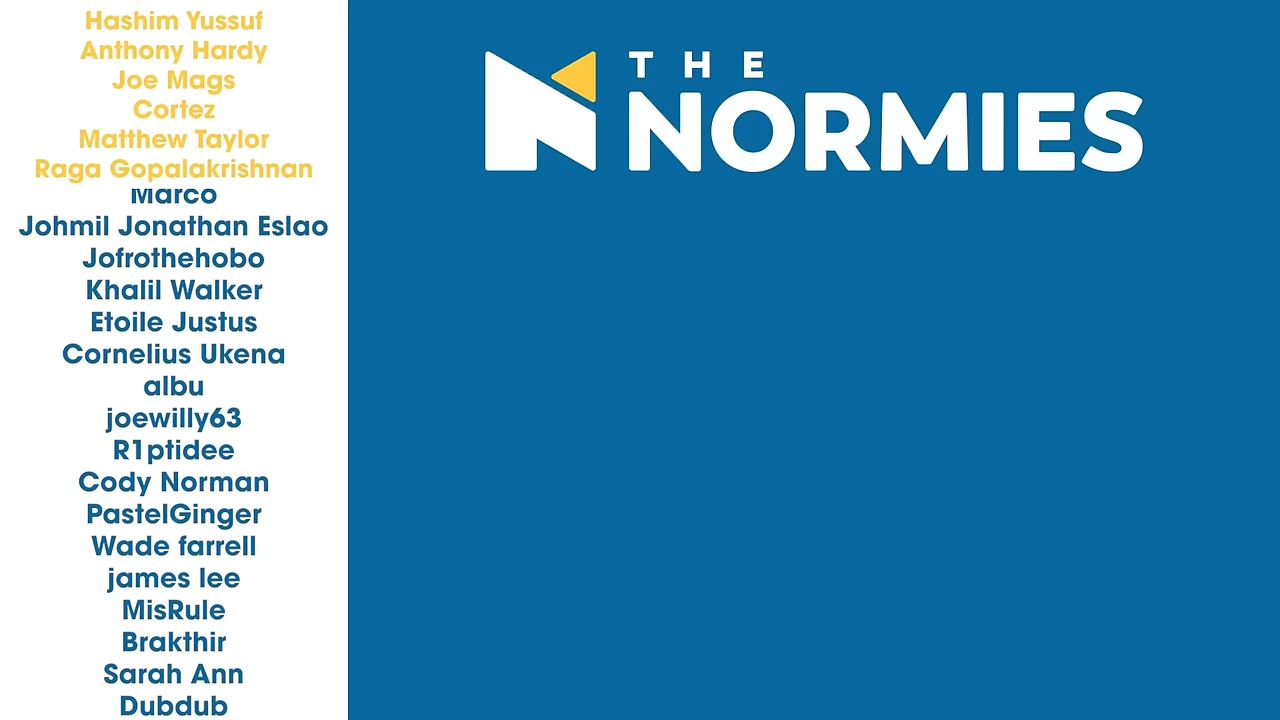 Hashim Yussuf
Anthony Hardy
Joe Mags
Cortez
Matthew Taylor
Raga Gopalakrishnan
Marco
Johmil Jonathan Eslao
Jofrothehobo
Khalil Walker
Etoile Justus
Cornelius Ukena
albu
joewilly63
R1ptidee
Cody Norman
PastelGinger
Wade farrell
james lee
MisRule
Brakthir
Sarah Ann
Dubdub
THE
NORMIES